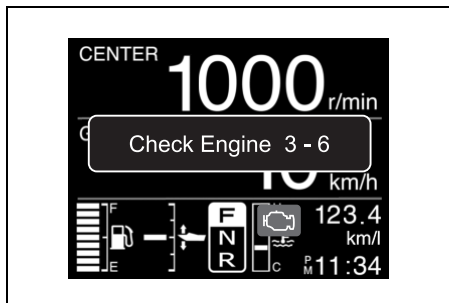 CENTER 1000 r/min
G
Check Engine 3 - 6
km/h
F F 123.4
N km/l
E R C PM 11:34